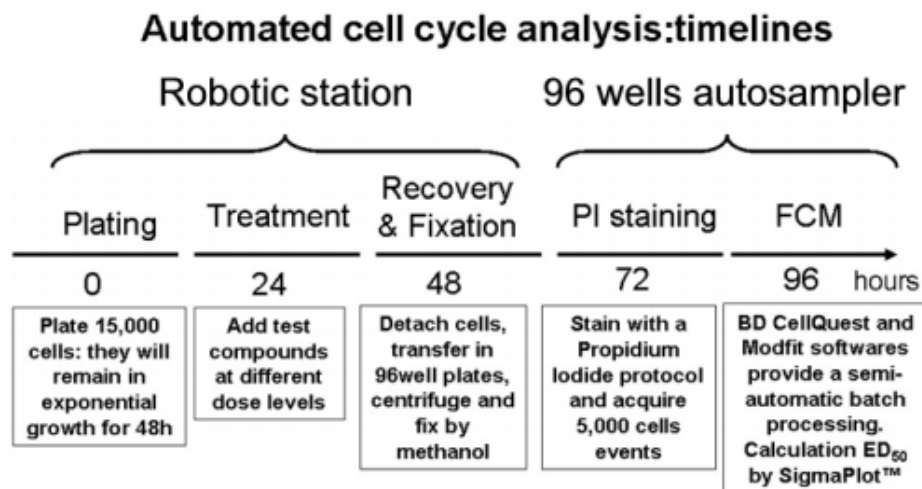 Automated cell cycle analysis:timelines
Robotic station
96 wells autosampler
Plating
Treatment
Recovery
& Fixation
PI staining
FCM
0
24
48
72
96
hours
Plate 15,000
cells: they will
remain in
exponential
growth for 48h
Add test
compounds
at different
dose levels
Detach cells,
transfer in
96well plates,
centrifuge and
fix by
methanol
Stain with a
Propidium
Iodide protocol
and acquire
5,000 cells
events
BD CellQuest and
Modfit softwares
provide a semi-
automatic batch
processing.
Calculation ED₅₀
by SigmaPlot™